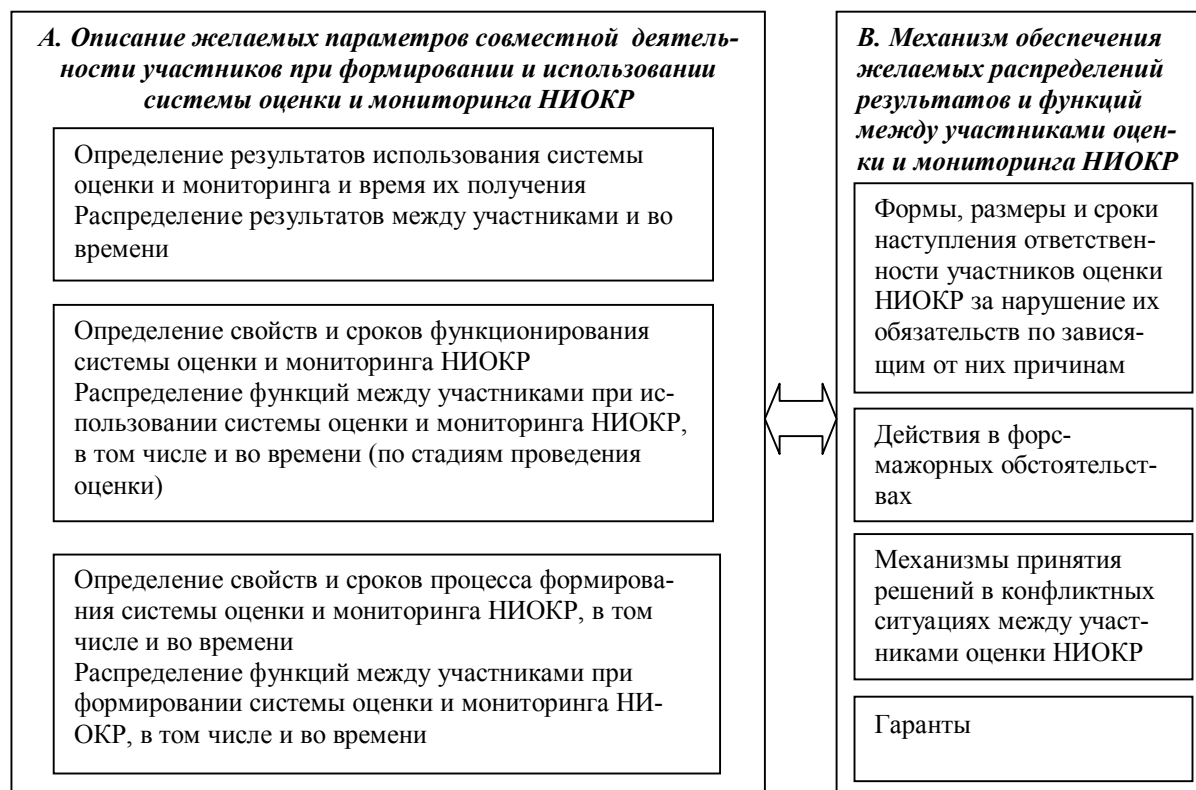 А. Описание желаемых параметров совместной деятель-
ности участников при формировании и использовании
системы оценки и мониторинга НИОКР
Определение результатов использования системы
оценки и мониторинга и время их получения
Распределение результатов между участниками и во
времени
Определение свойств и сроков функционирования
системы оценки и мониторинга НИОКР
Распределение функций между участниками при ис-
пользовании системы оценки и мониторинга НИОКР,
в том числе и во времени (по стадиям проведения
оценки)
Определение свойств и сроков процесса формирова-
ния системы оценки и мониторинга НИОКР, в том
числе и во времени
Распределение функций между участниками при
формировании системы оценки и мониторинга НИ-
ОКР, в том числе и во времени
В. Механизм обеспечения
желаемых распределений
результатов и функций
между участниками оцен-
ки и мониторинга НИОКР
Формы, размеры и сроки
наступления ответствен-
ности участников оценки
НИОКР за нарушение их
обязательств по завися-
щим от них причинам
Действия в форс-
мажорных обстоятельст-
вах
Механизмы принятия
решений в конфликтных
ситуациях между участ-
никами оценки НИОКР
Гаранты